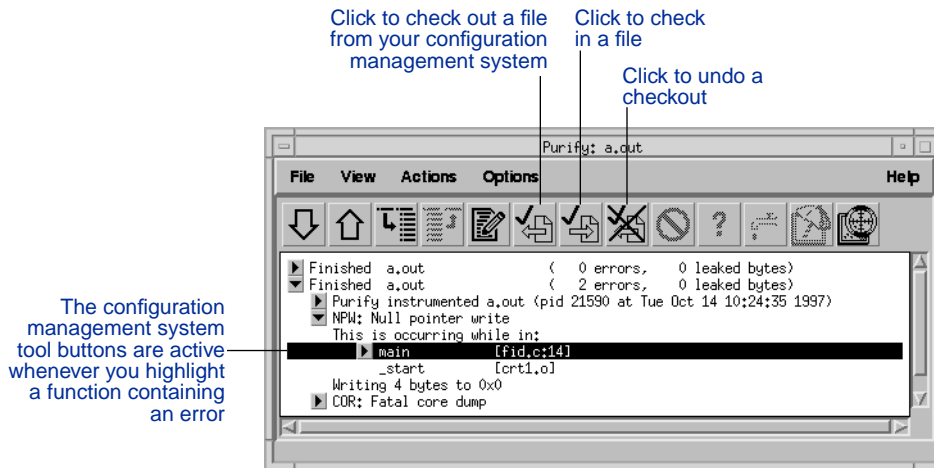 Click to check out a file
from your configuration
management system
Click to check
in a file
Click to undo a
checkout
Purify: a.out
File View Actions Options Help
?
Finished a.out ( 0 errors, 0 leaked bytes)
Finished a.out ( 2 errors, 0 leaked bytes)
Purify instrumented a.out (pid 21590 at Tue Oct 14 10:24:35 1997)
NPW: Null pointer write
This is occurring while in:
main [fid.c:14]
_start [crt1.o]
Writing 4 bytes to 0x0
COR: Fatal core dump
The configuration
management system
tool buttons are active
whenever you highlight
a function containing
an error